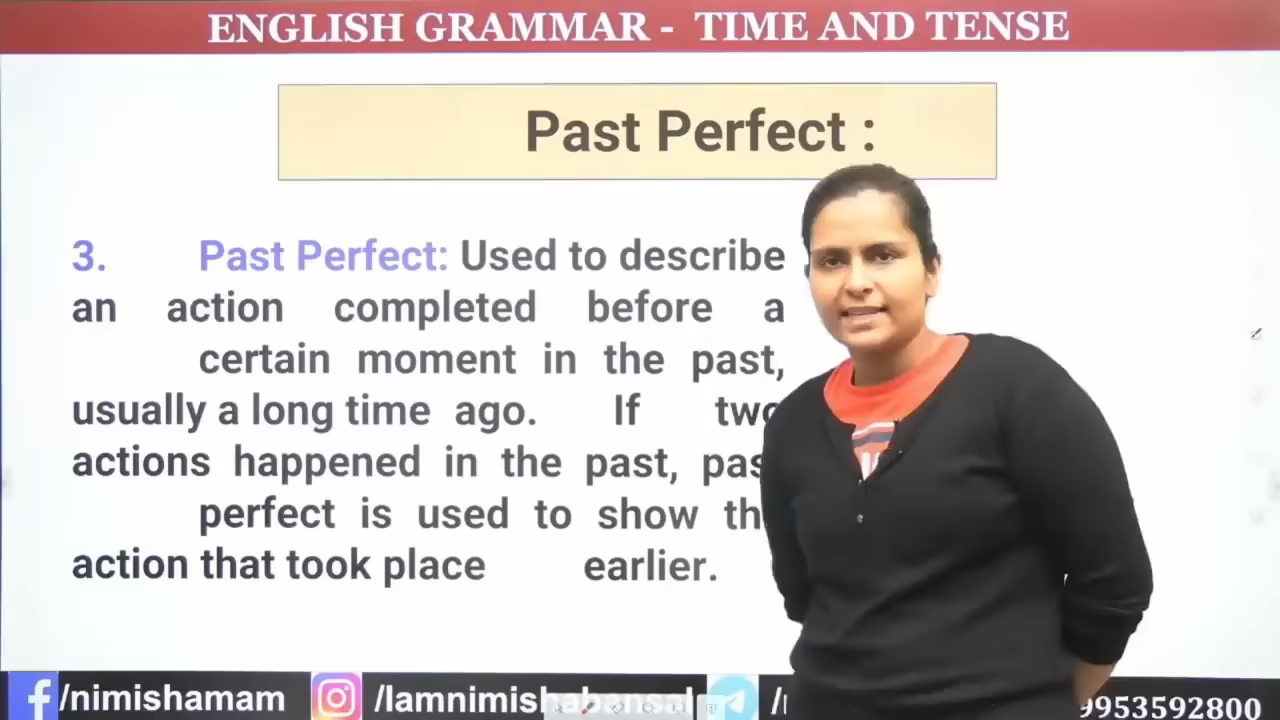 ENGLISH GRAMMAR - TIME AND TENSE
Past Perfect :
3. Past Perfect: Used to describe
an action completed before a
certain moment in the past,
usually a long time ago. If two
actions happened in the past,
perfect is used to show
action that took place earlier.
/nimishamam /Iamnimishabansal 9953592800